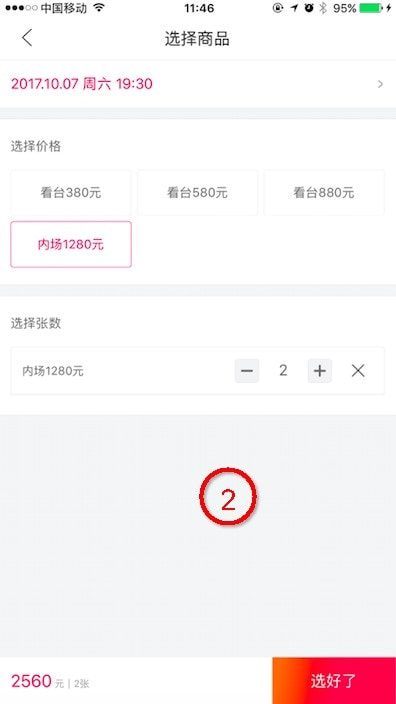 中国移动 11:46 95%
选择商品
2017.10.07 周六 19:30
选择价格
看台380元 看台580元 看台880元
内场1280元
选择张数
内场1280元 2
2
2560 元 | 2张 选好了